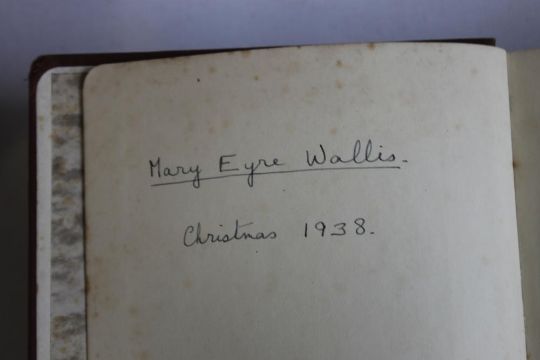 Mary Eyre Wallis.
Christmas 1938.